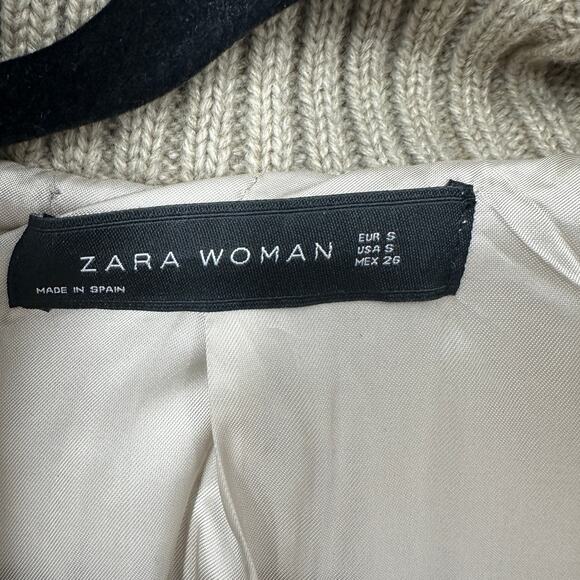 ZARA WOMAN
EUR S
USA S
MEX 26
MADE IN SPAIN